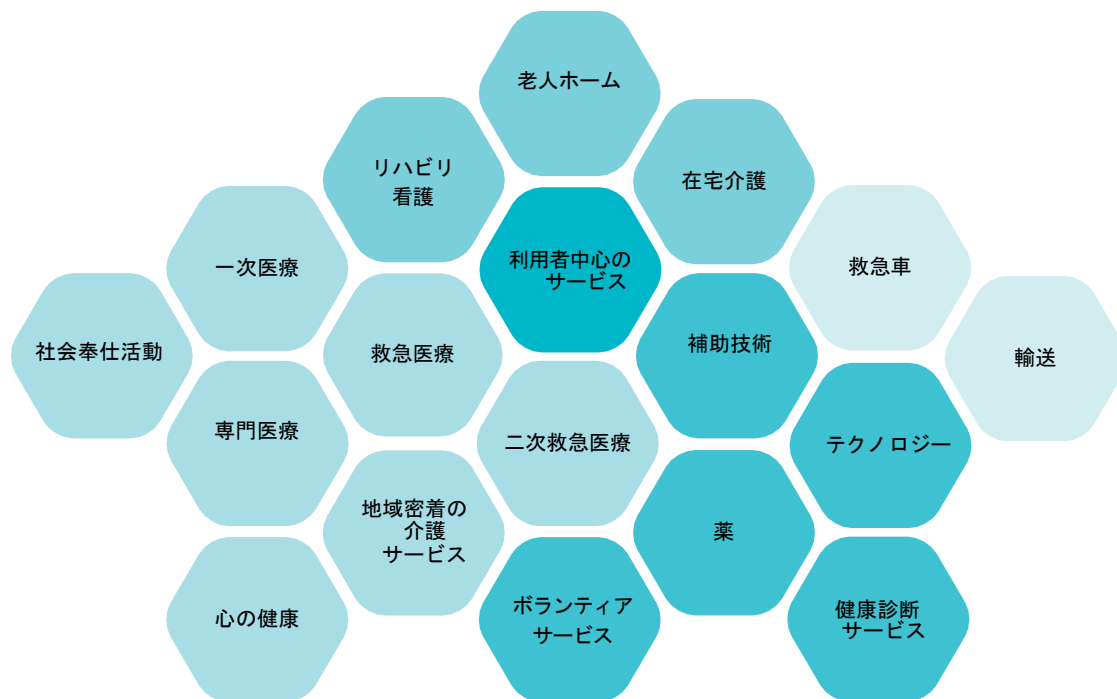 老人ホーム
リハビリ
看護
在宅介護
一次医療
利用者中心の
サービス
救急車
社会奉仕活動
救急医療
補助技術
輸送
専門医療
二次救急医療
テクノロジー
地域密着の
介護
サービス
薬
心の健康
ボランティア
サービス
健康診断
サービス